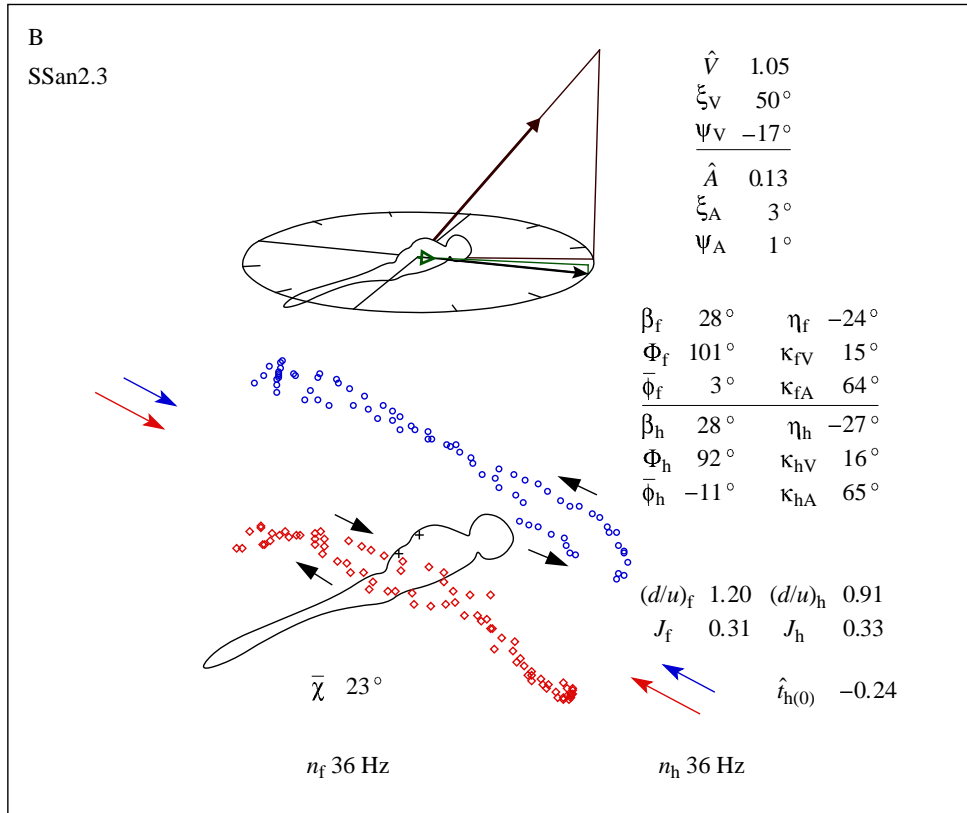 B
SSan2.3
V̂ 1.05
ξV 50°
ψV −17°
Â 0.13
ξA 3°
ψA 1°
βf 28° ηf −24°
Φf 101° κfV 15°
ϕ̅f 3° κfA 64°
βh 28° ηh −27°
Φh 92° κhV 16°
ϕ̅h −11° κhA 65°
(d/u)f 1.20 (d/u)h 0.91
Jf 0.31 Jh 0.33
χ̅ 23° t̂h(0) −0.24
nf 36 Hz nh 36 Hz